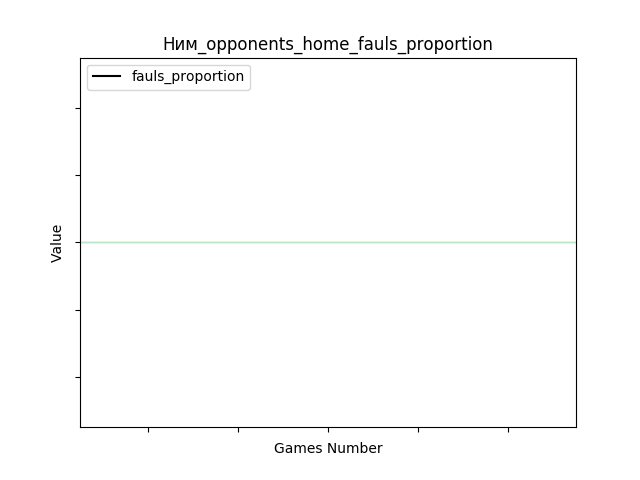 Ним_opponents_home_fauls_proportion
fauls_proportion
Value
Games Number